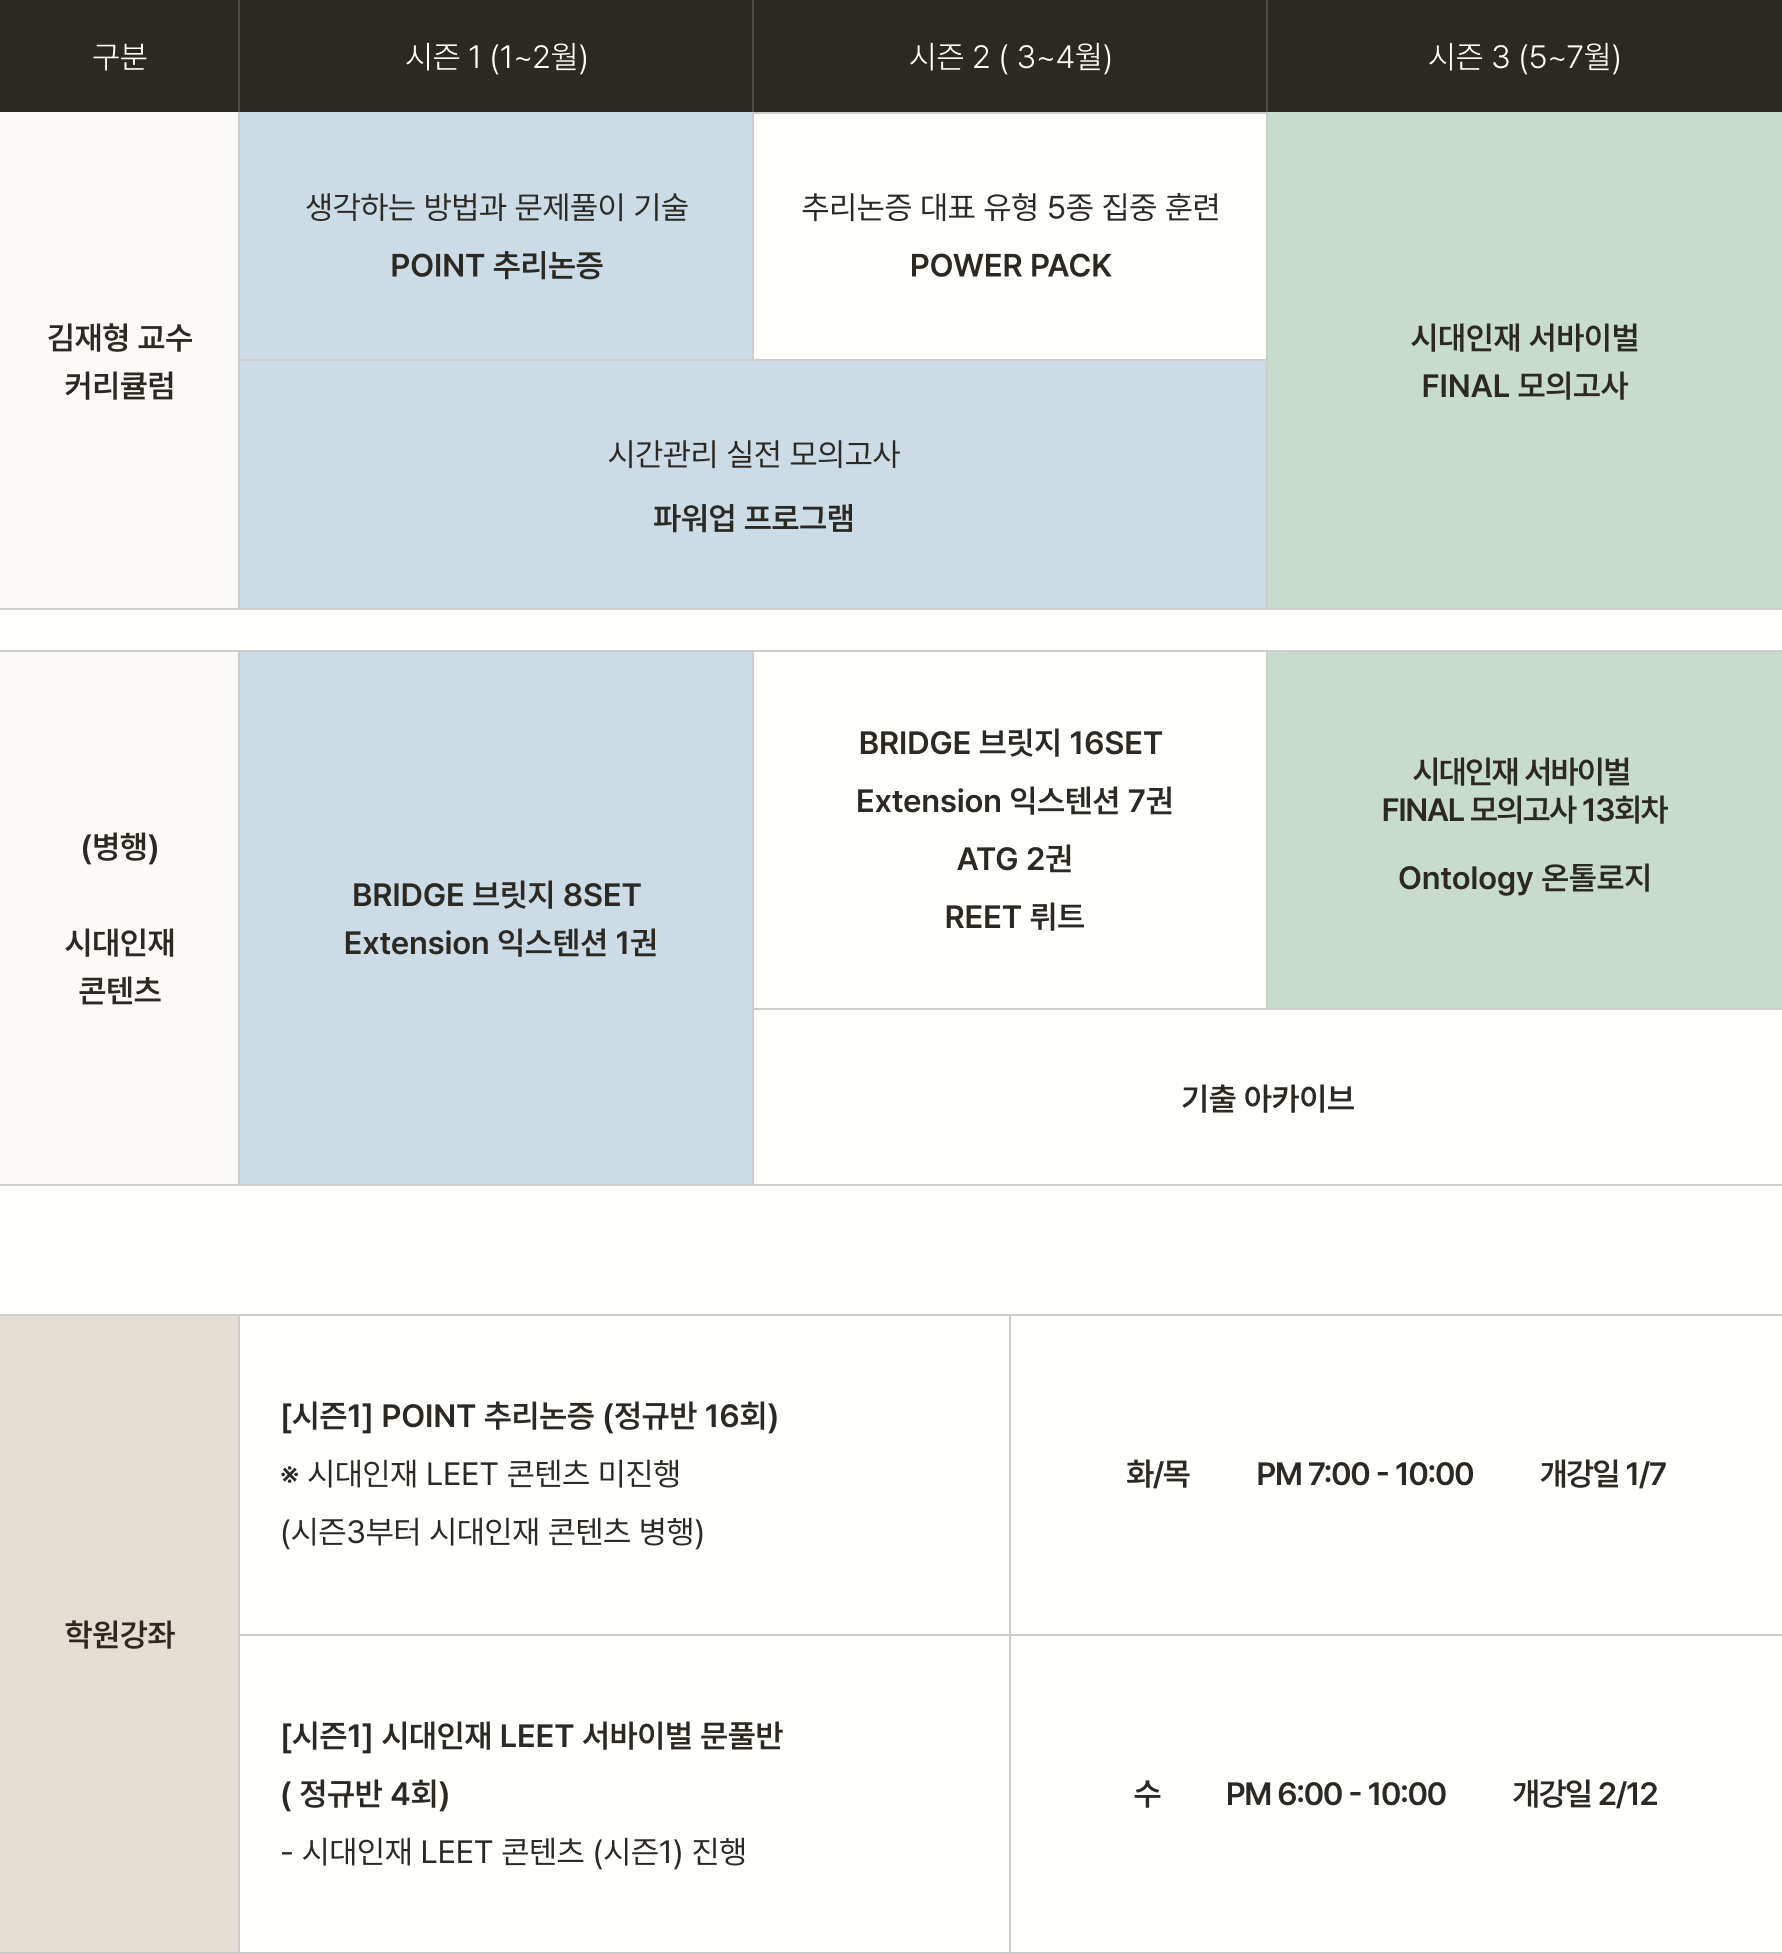 구분
시즌 1 (1~2월)
시즌 2 ( 3~4월)
시즌 3 (5~7월)
김재형 교수
커리큘럼
생각하는 방법과 문제풀이 기술
POINT 추리논증
추리논증 대표 유형 5종 집중 훈련
POWER PACK
시간관리 실전 모의고사
파워업 프로그램
시대인재 서바이벌
FINAL 모의고사
(병행)
시대인재
콘텐츠
BRIDGE 브릿지 8SET
Extension 익스텐션 1권
BRIDGE 브릿지 16SET
Extension 익스텐션 7권
ATG 2권
REET 뤼트
시대인재 서바이벌
FINAL 모의고사 13회차
Ontology 온톨로지
기출 아카이브
학원강좌
[시즌1] POINT 추리논증 (정규반 16회)
※ 시대인재 LEET 콘텐츠 미진행
(시즌3부터 시대인재 콘텐츠 병행)
화/목 PM 7:00 - 10:00 개강일 1/7
[시즌1] 시대인재 LEET 서바이벌 문풀반
( 정규반 4회)
- 시대인재 LEET 콘텐츠 (시즌1) 진행
수 PM 6:00 - 10:00 개강일 2/12